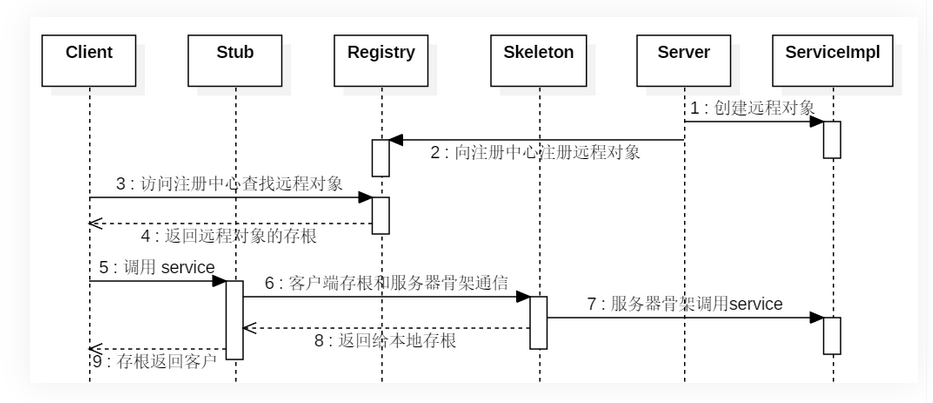 Client
Stub
Registry
Skeleton
Server
ServiceImpl
1 : 创建远程对象
2 : 向注册中心注册远程对象
3 : 访问注册中心查找远程对象
4 : 返回远程对象的存根
5 : 调用 service
6 : 客户端存根和服务器骨架通信
7 : 服务器骨架调用service
8 : 返回给本地存根
9 : 存根返回客户